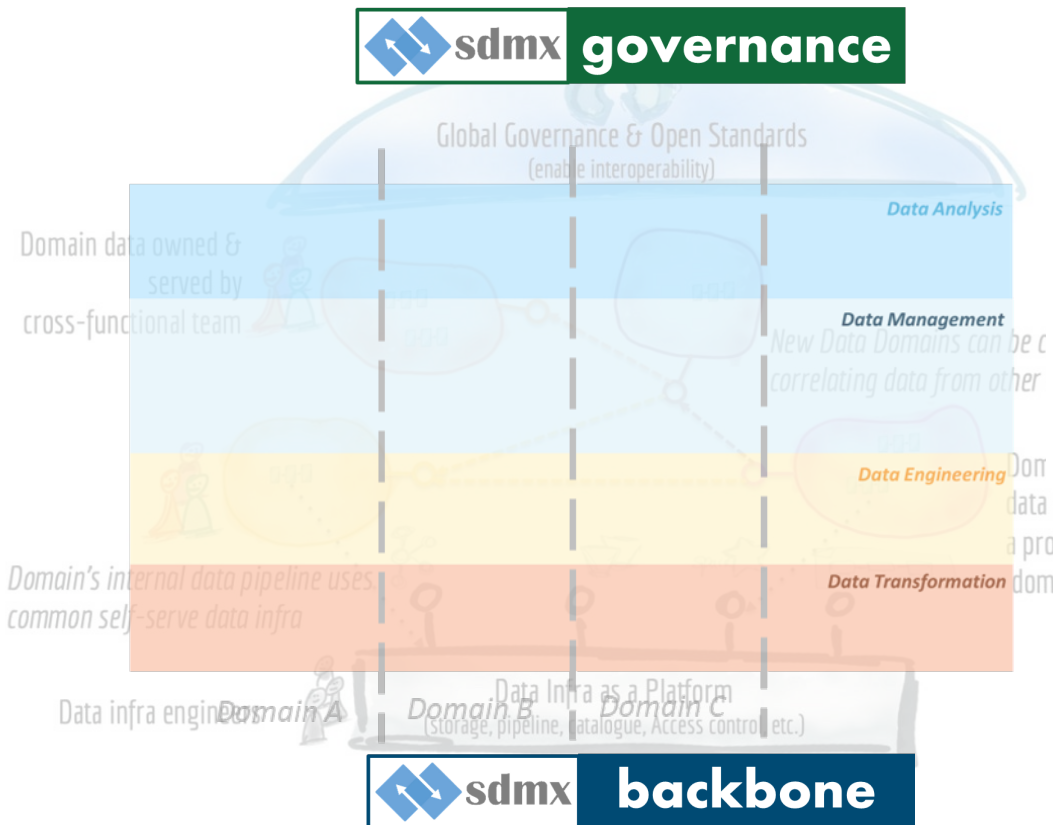 sdmx governance
Global Governance & Open Standards
(enable interoperability)
Data Analysis
Domain data owned &
served by
cross-functional team
Data Management
New Data Domains can be c
correlating data from other
Data Engineering
Dom
data
a pro
dom
Data Transformation
Domain's internal data pipeline uses
common self-serve data infra
Data infra engineers
Domain A
Domain B
Domain C
Data Infra as a Platform
(storage, pipeline, catalogue, Access control etc.)
sdmx backbone